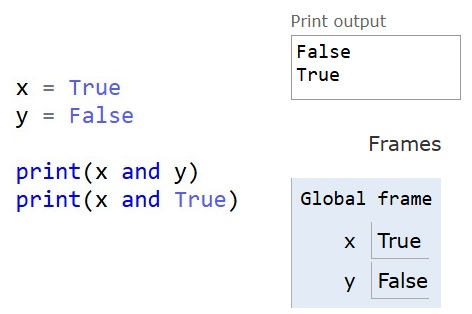 x = True
y = False
print(x and y)
print(x and True)
Print output
False
True
Frames
Global frame
x True
y False